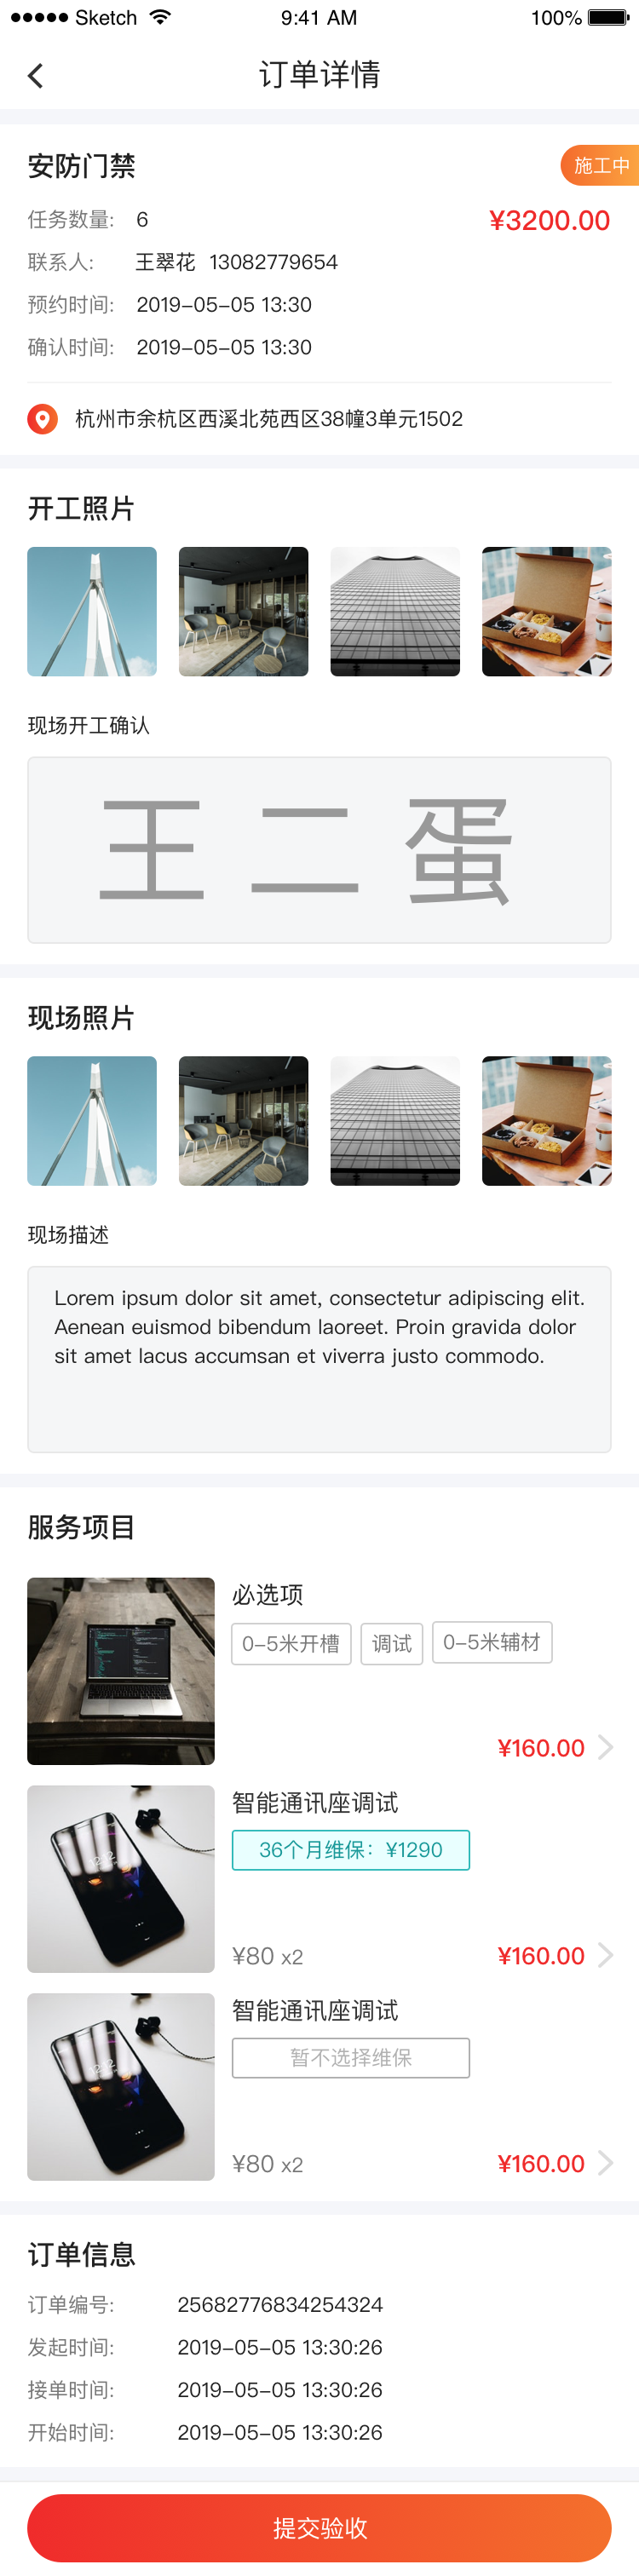 Sketch 9:41 AM 100%
订单详情
安防门禁 施工中
任务数量: 6 ¥3200.00
联系人: 王翠花 13082779654
预约时间: 2019-05-05 13:30
确认时间: 2019-05-05 13:30
杭州市余杭区西溪北苑西区38幢3单元1502
开工照片
现场开工确认
王二蛋
现场照片
现场描述
Lorem ipsum dolor sit amet, consectetur adipiscing elit.
Aenean euismod bibendum laoreet. Proin gravida dolor
sit amet lacus accumsan et viverra justo commodo.
服务项目
必选项
0-5米开槽 调试 0-5米辅材
¥160.00
智能通讯座调试
36个月维保：¥1290
¥80 x2 ¥160.00
智能通讯座调试
暂不选择维保
¥80 x2 ¥160.00
订单信息
订单编号: 25682776834254324
发起时间: 2019-05-05 13:30:26
接单时间: 2019-05-05 13:30:26
开始时间: 2019-05-05 13:30:26
提交验收